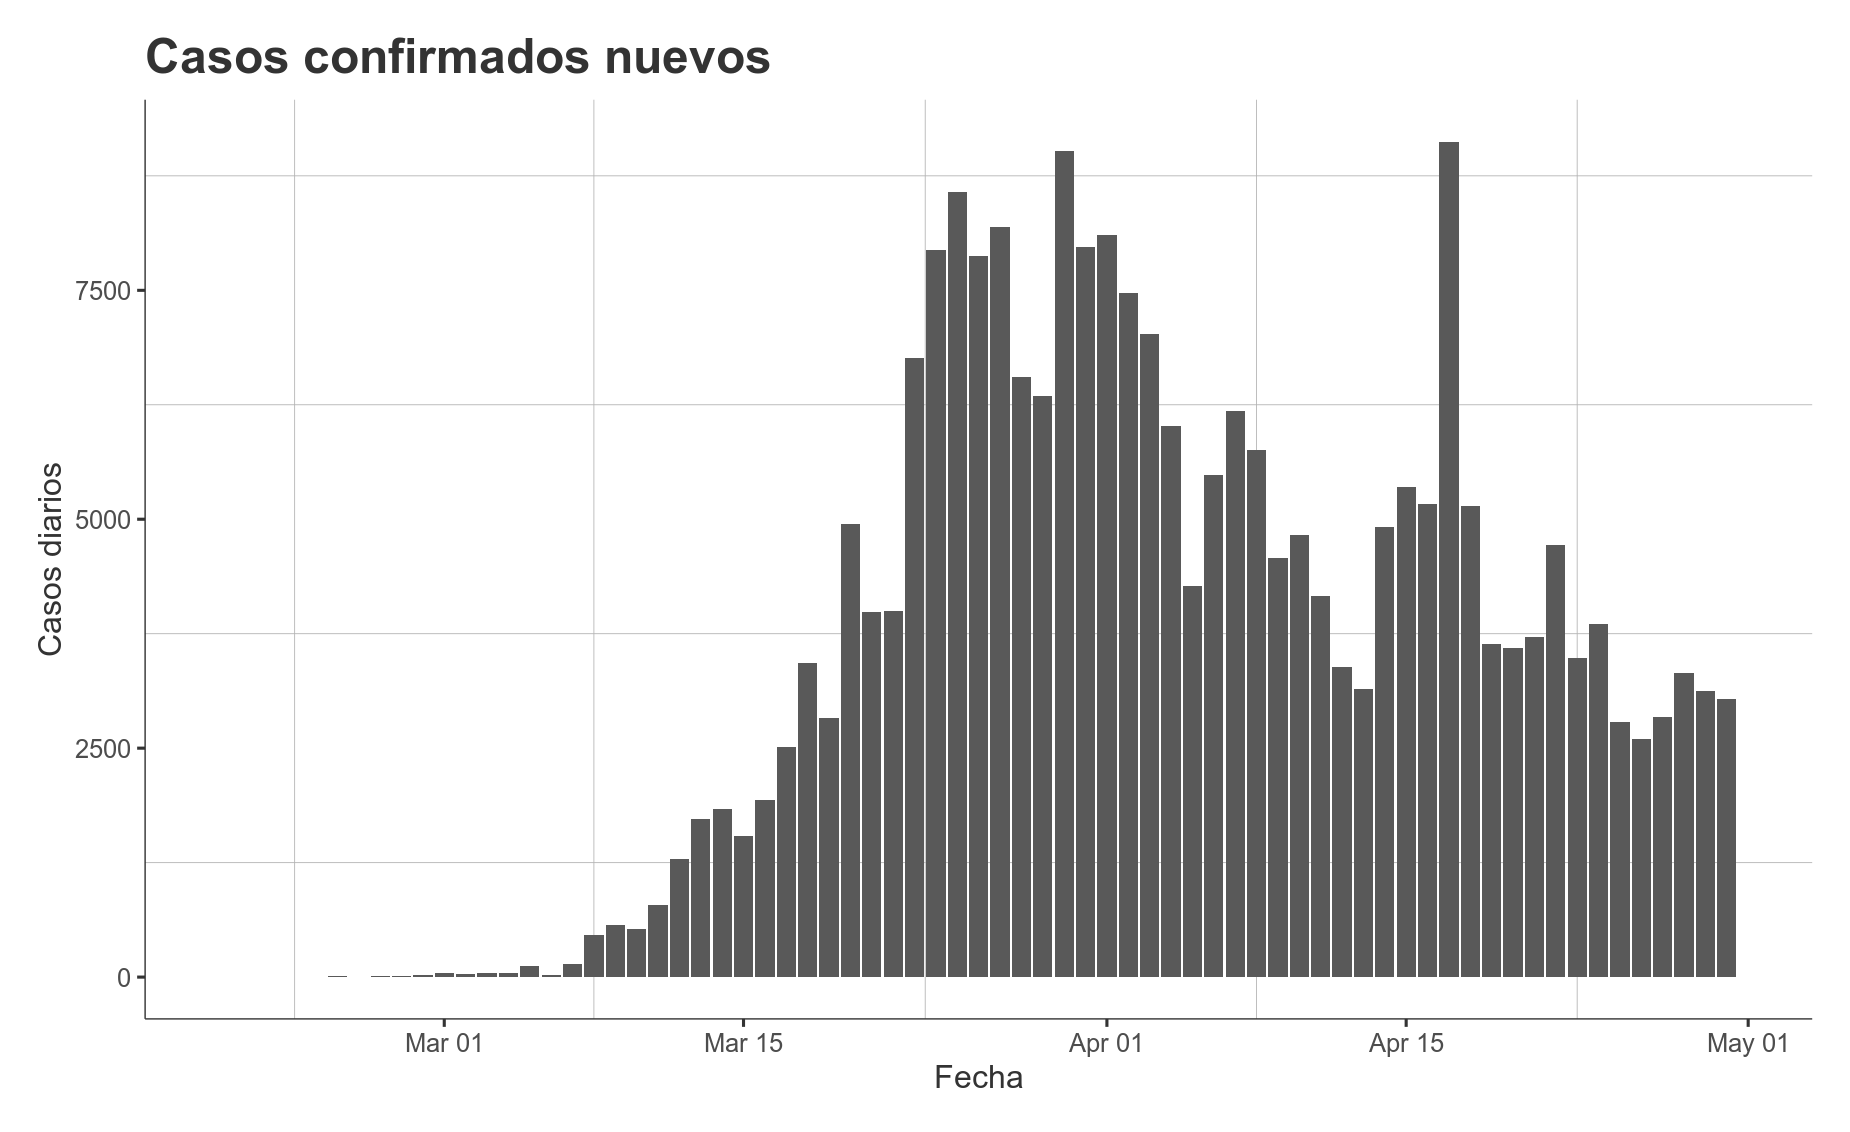 Casos confirmados nuevos
Casos diarios
7500
5000
2500
0
Mar 01
Mar 15
Apr 01
Apr 15
May 01
Fecha